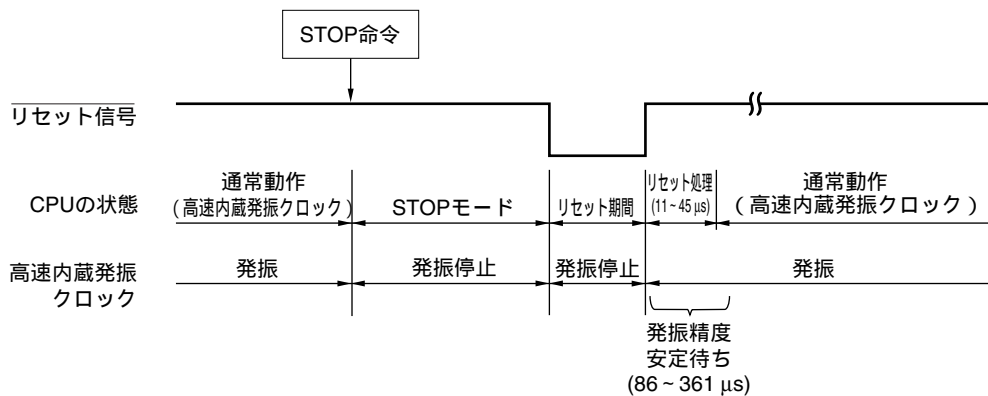 STOP命令
リセット信号
CPUの状態
通常動作
(高速内蔵発振クロック)
STOPモード
リセット期間
リセット処理
(11~45 μs)
通常動作
(高速内蔵発振クロック)
高速内蔵発振
クロック
発振
発振停止
発振停止
発振
発振精度
安定待ち
(86~361 μs)